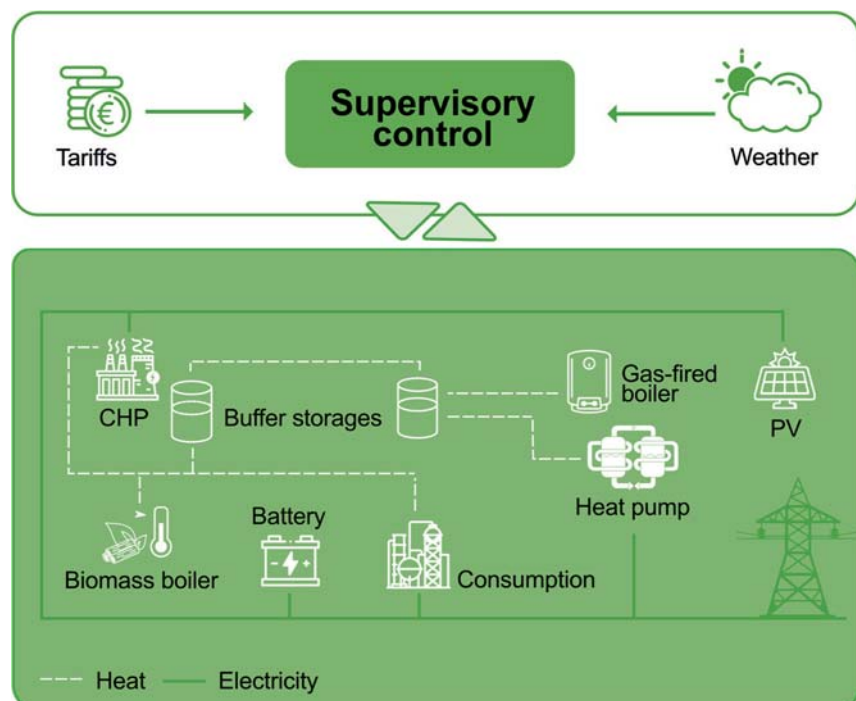 Supervisory
control
Tariffs
Weather
CHP
Buffer storages
Gas-fired
boiler
PV
Heat pump
Battery
Biomass boiler
Consumption
Heat
Electricity